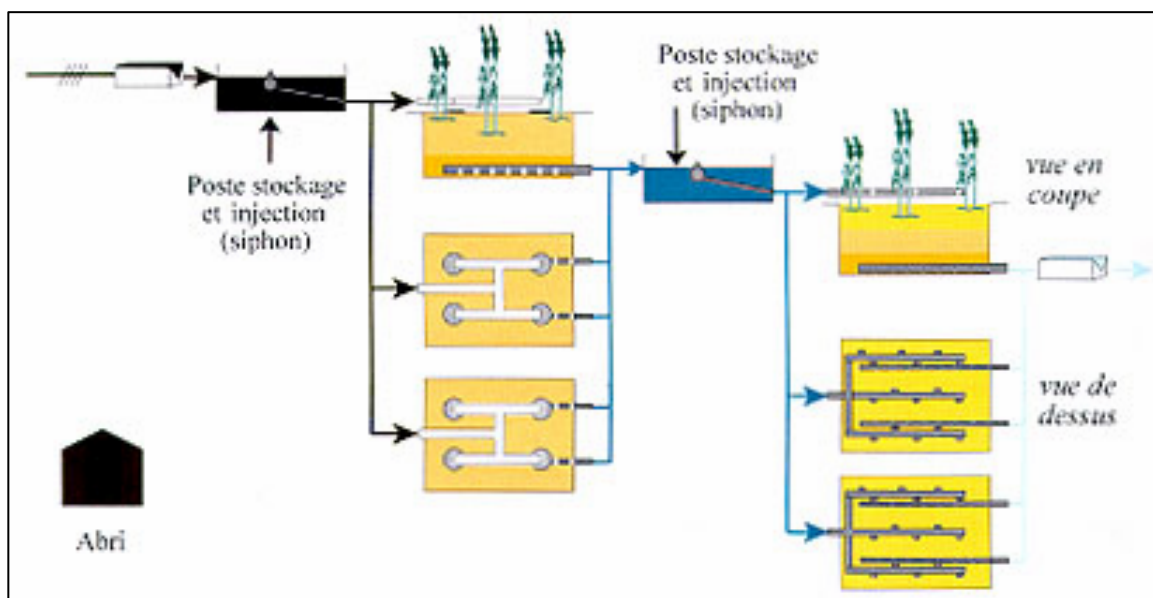 Poste stockage
et injection
(siphon)
Poste stockage
et injection
(siphon)
vue en
coupe
vue de
dessus
Abri